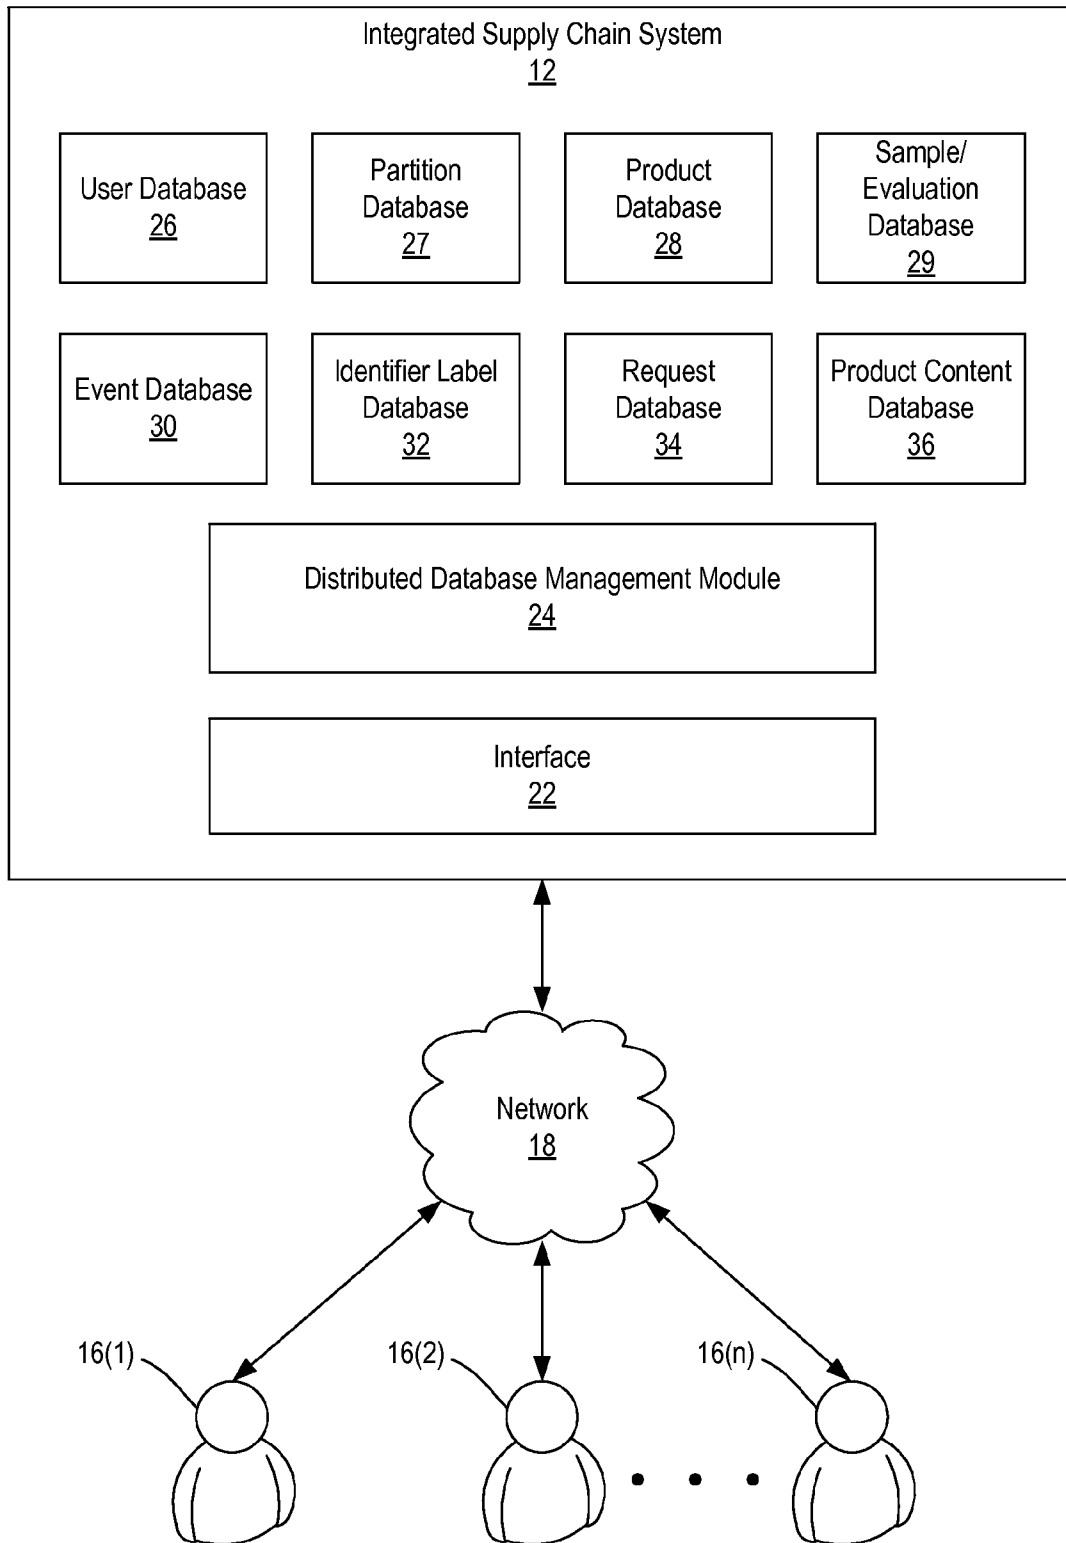 Integrated Supply Chain System
12
User Database
26
Partition
Database
27
Product
Database
28
Sample/
Evaluation
Database
29
Event Database
30
Identifier Label
Database
32
Request
Database
34
Product Content
Database
36
Distributed Database Management Module
24
Interface
22
Network
18
16(1)
16(2)
16(n)